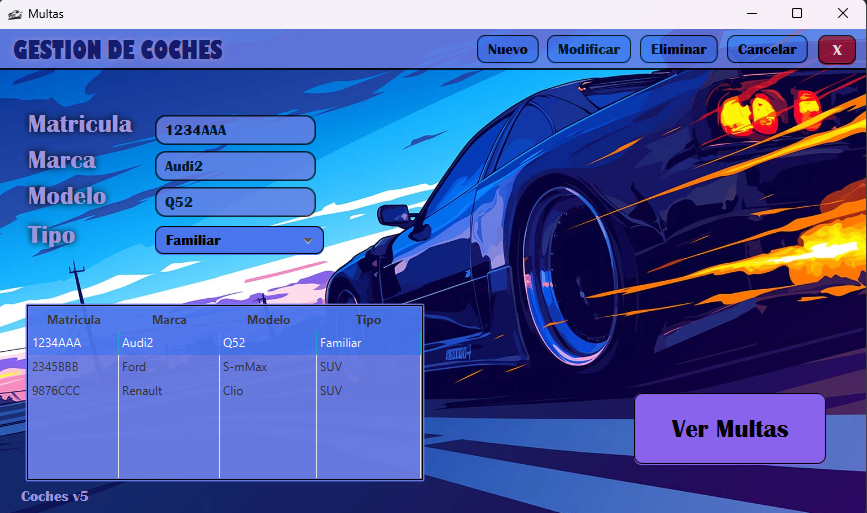 Multas
GESTION DE COCHES Nuevo Modificar Eliminar Cancelar X
Matricula 1234AAA
Marca Audi2
Modelo Q52
Tipo Familiar
Matricula Marca Modelo Tipo
1234AAA Audi2 Q52 Familiar
2345BBB Ford S-mMax SUV
9876CCC Renault Clio SUV
Ver Multas
Coches v5